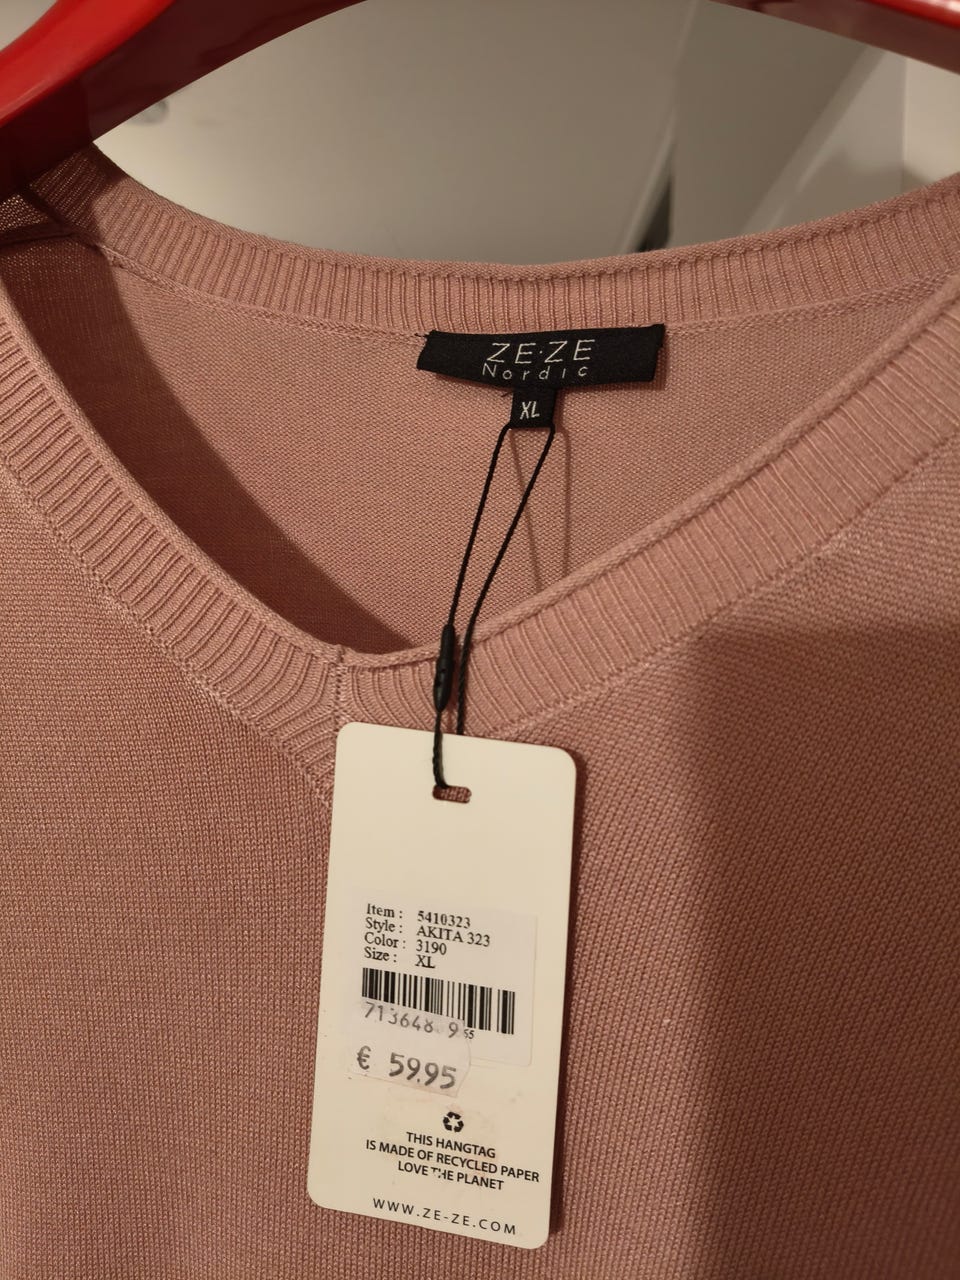 ZE·ZE
Nordic
XL
Item : 5410323
Style : AKITA 323
Color : 3190
Size : XL
€ 59.95
THIS HANGTAG
IS MADE OF RECYCLED PAPER
LOVE THE PLANET
WWW.ZE-ZE.COM